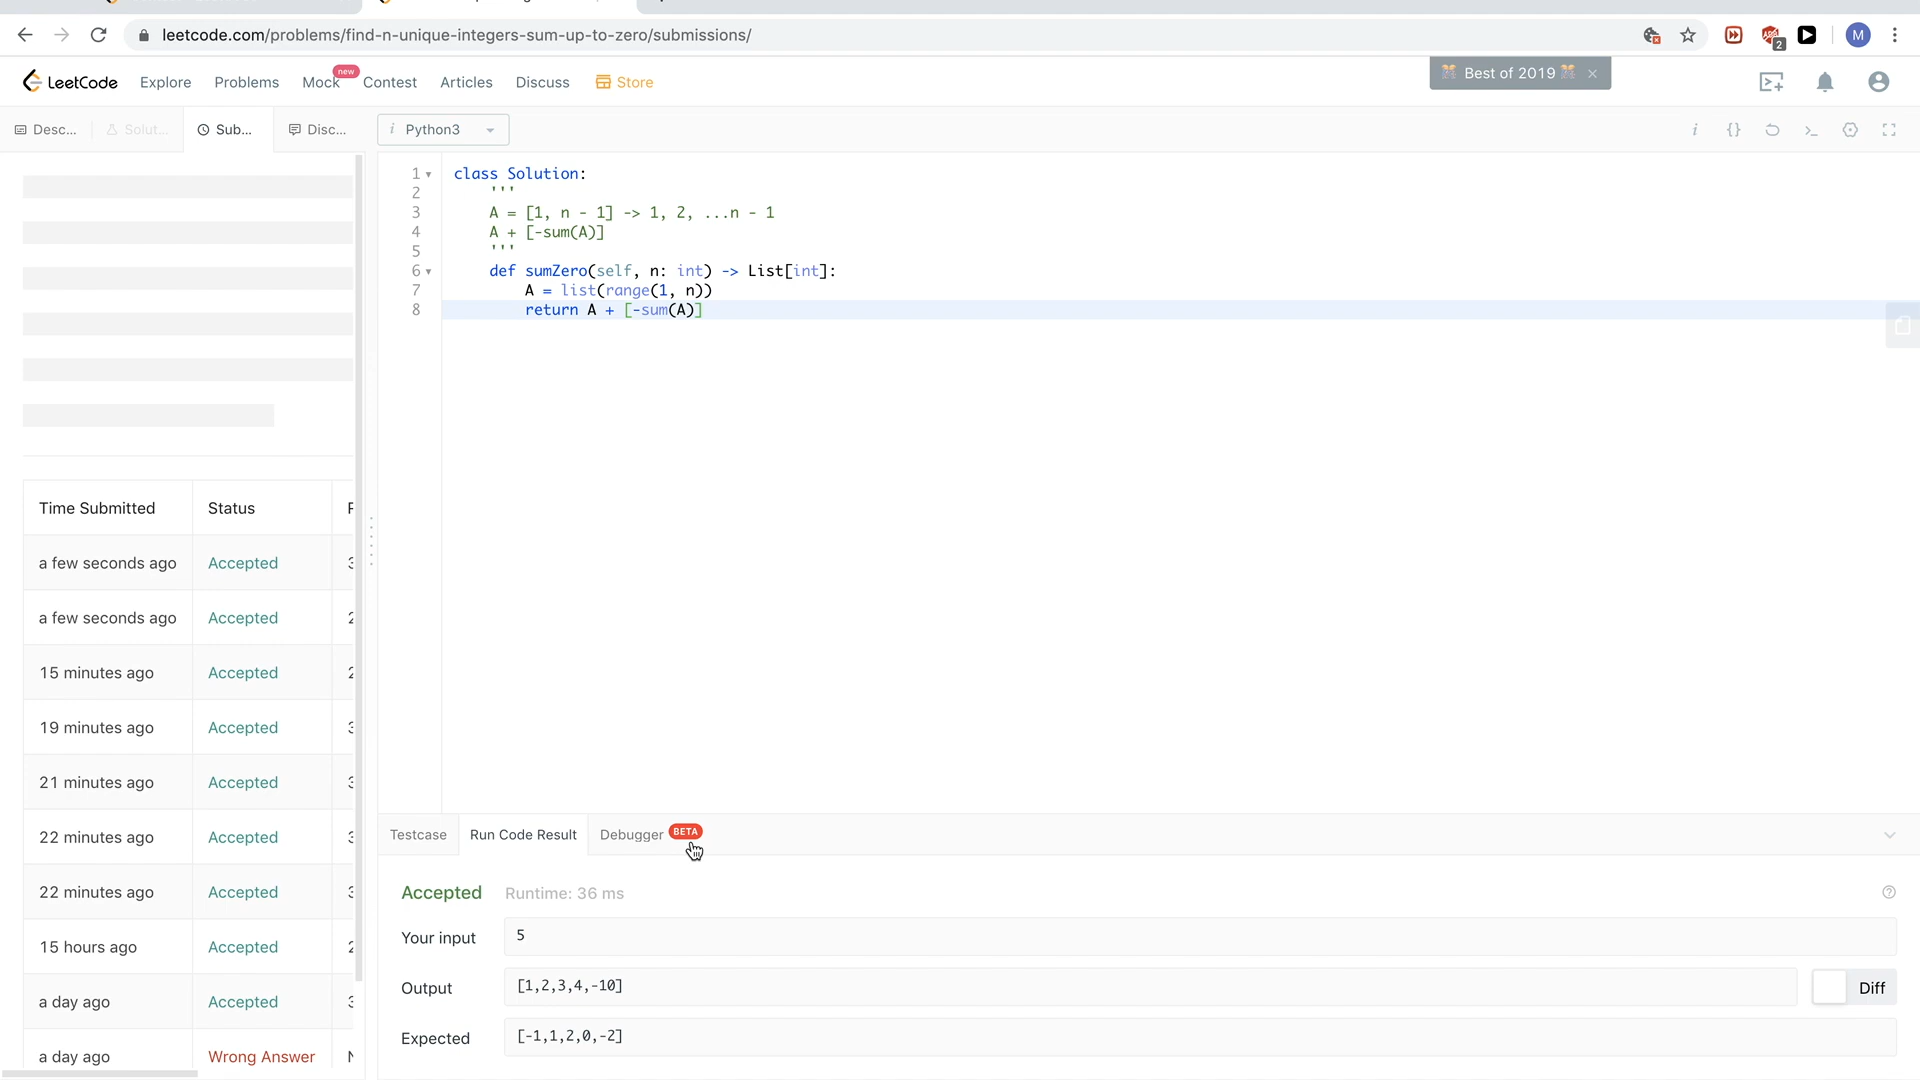 leetcode.com/problems/find-n-unique-integers-sum-up-to-zero/submissions/
2
M
LeetCode
Explore
Problems
Mock
new
Contest
Articles
Discuss
Store
Best of 2019
Desc...
Solut...
Sub...
Disc...
i Python3
1 class Solution:
2 '''
3 A = [1, n - 1] -> 1, 2, ...n - 1
4 A + [-sum(A)]
5 '''
6 def sumZero(self, n: int) -> List[int]:
7 A = list(range(1, n))
8 return A + [-sum(A)]
Time Submitted Status
a few seconds ago Accepted
a few seconds ago Accepted
15 minutes ago Accepted
19 minutes ago Accepted
21 minutes ago Accepted
22 minutes ago Accepted
22 minutes ago Accepted
15 hours ago Accepted
a day ago Accepted
a day ago Wrong Answer
Testcase
Run Code Result
Debugger BETA
Accepted Runtime: 36 ms
Your input 5
Output [1,2,3,4,-10]
Diff
Expected [-1,1,2,0,-2]